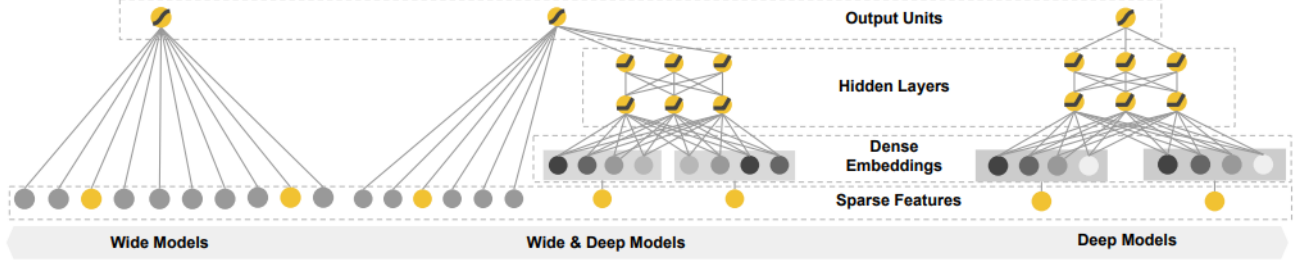 Output Units
Hidden Layers
Dense
Embeddings
Sparse Features
Wide Models
Wide & Deep Models
Deep Models